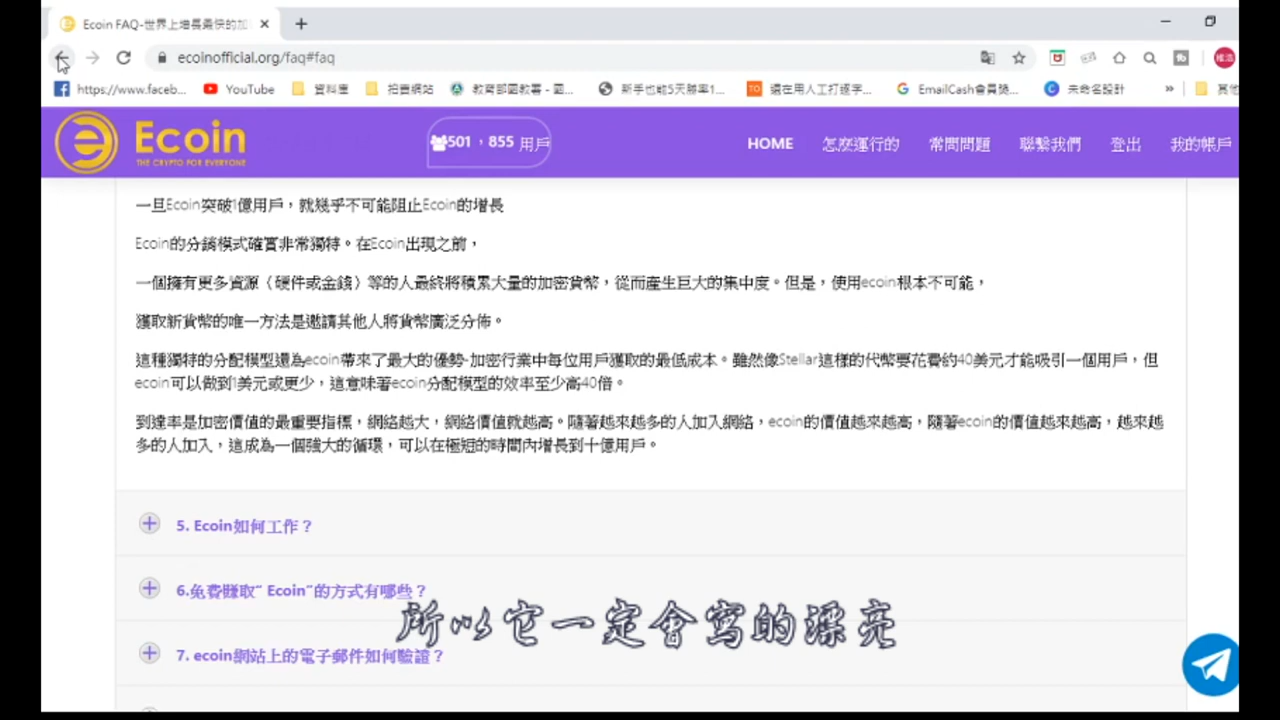 Ecoin FAQ-世界上增長最快的加
ecoinofficial.org/faq#faq
https://www.faceb...
YouTube
資料庫
拍賣網站
教育部國教署 - 國...
新手也能5天勝率1...
還在用人工打逐字...
EmailCash會員獎...
未命名設計
»
其他
Ecoin
THE CRYPTO FOR EVERYONE
501，855 用戶
HOME
怎麼運行的
常問問題
聯繫我們
登出
我的帳戶
一旦Ecoin突破1億用戶，就幾乎不可能阻止Ecoin的增長
Ecoin的分銷模式確實非常獨特。在Ecoin出現之前，
一個擁有更多資源（硬件或金錢）等的人最終將積累大量的加密貨幣，從而產生巨大的集中度。但是，使用ecoin根本不可能，
獲取新貨幣的唯一方法是邀請其他人將貨幣廣泛分佈。
這種獨特的分配模型還為ecoin帶來了最大的優勢-加密行業中每位用戶獲取的最低成本。雖然像Stellar這樣的代幣要花費約40美元才能吸引一個用戶，但
ecoin可以做到1美元或更少，這意味著ecoin分配模型的效率至少高40倍。
到達率是加密價值的最重要指標，網絡越大，網絡價值就越高。隨著越來越多的人加入網絡，ecoin的價值越來越高，隨著ecoin的價值越來越高，越來越
多的人加入，這成為一個強大的循環，可以在極短的時間內增長到十億用戶。
5. Ecoin如何工作？
6.免費賺取“ Ecoin”的方式有哪些？
所以它一定會寫的漂亮
7. ecoin網站上的電子郵件如何驗證？